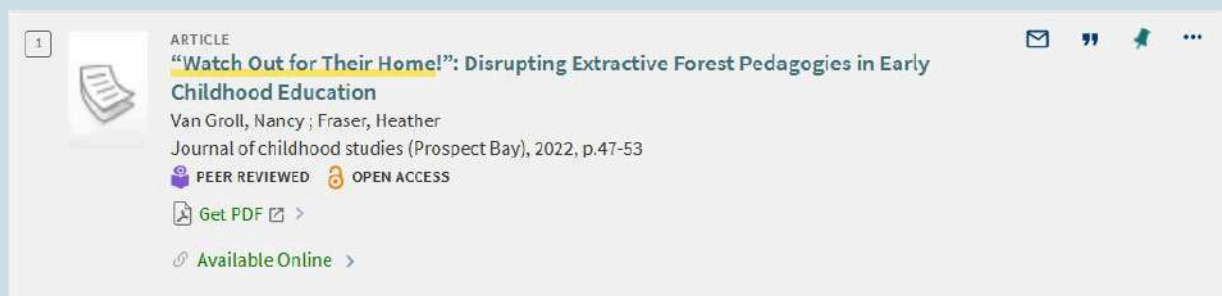 1
ARTICLE
“Watch Out for Their Home!”: Disrupting Extractive Forest Pedagogies in Early
Childhood Education
Van Groll, Nancy ; Fraser, Heather
Journal of childhood studies (Prospect Bay), 2022, p.47-53
PEER REVIEWED OPEN ACCESS
Get PDF
Available Online